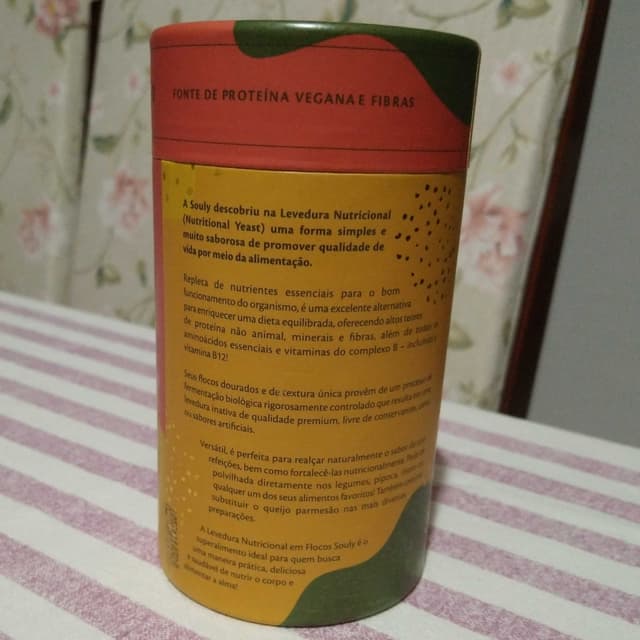 FONTE DE PROTEÍNA VEGANA E FIBRAS
A Souly descobriu na Levedura Nutricional
(Nutritional Yeast) uma forma simples e
muito saborosa de promover qualidade de
vida por meio da alimentação.
Repleta de nutrientes essenciais para o bom
funcionamento do organismo, é uma excelente alternativa
para enriquecer uma dieta equilibrada, oferecendo altos teores
de proteína não animal, minerais e fibras, além de todos os
aminoácidos essenciais e vitaminas do complexo B – incluindo a
vitamina B12!
Seus flocos dourados e de textura única provêm de um processo de
fermentação biológica rigorosamente controlado que resulta em uma
levedura inativa de qualidade premium, livre de conservantes,
ou sabores artificiais.
Versátil, é perfeita para realçar naturalmente o sabor das
refeições, bem como fortalecê-las nutricionalmente. Pode ser
polvilhada diretamente nos legumes, pipoca,
qualquer um dos seus alimentos favoritos! Também
substituir o queijo parmesão nas mais diversas
preparações.
A Levedura Nutricional em Flocos Souly é o
superalimento ideal para quem busca
uma maneira prática, deliciosa
e saudável de nutrir o corpo e
alimentar a alma!